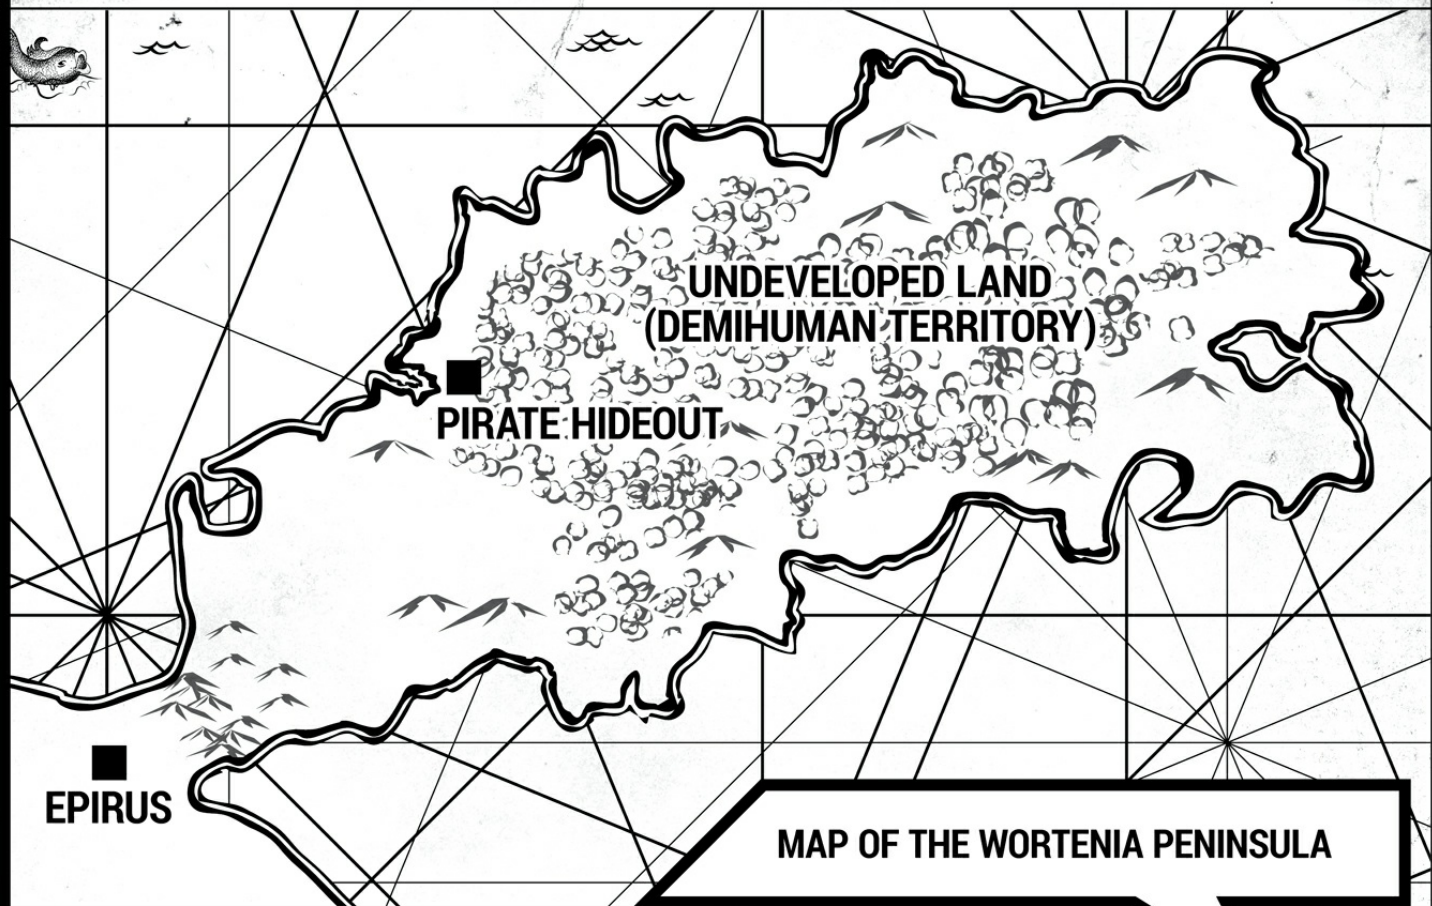 UNDEVELOPED LAND
(DEMIHUMAN TERRITORY)
PIRATE HIDEOUT
EPIRUS
MAP OF THE WORTENIA PENINSULA